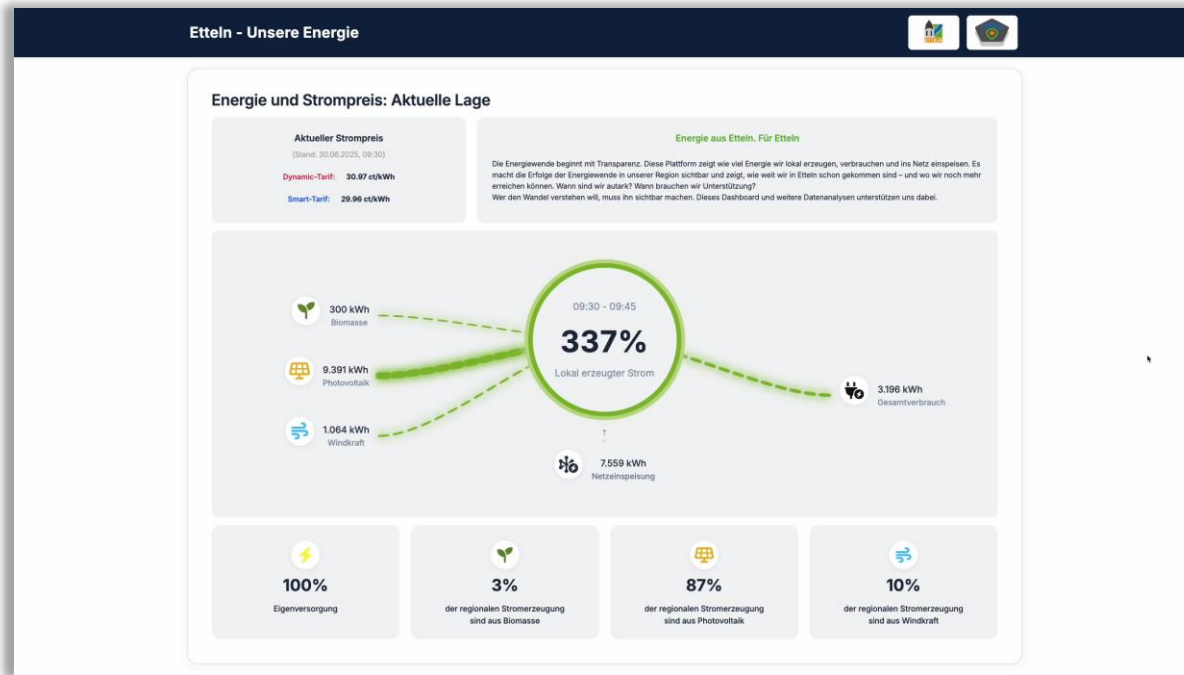 Etteln - Unsere Energie
Energie und Strompreis: Aktuelle Lage
Aktueller Strompreis
(Stand: 30.06.2025, 09:30)
Dynamic-Tarif: 30.97 ct/kWh
Smart-Tarif: 29.96 ct/kWh
Energie aus Etteln. Für Etteln
Die Energiewende beginnt mit Transparenz. Diese Plattform zeigt wie viel Energie wir lokal erzeugen, verbrauchen und ins Netz einspeisen. Es
macht die Erfolge der Energiewende in unserer Region sichtbar und zeigt, wie weit wir in Etteln schon gekommen sind – und wo wir noch mehr
erreichen können. Wann sind wir autark? Wann brauchen wir Unterstützung?
Wer den Wandel verstehen will, muss ihn sichtbar machen. Dieses Dashboard und weitere Datenanalysen unterstützen uns dabei.
300 kWh
Biomasse
9.391 kWh
Photovoltaik
1.064 kWh
Windkraft
09:30 - 09:45
337%
Lokal erzeugter Strom
7.559 kWh
Netzeinspeisung
3.196 kWh
Gesamtverbrauch
100%
Eigenversorgung
3%
der regionalen Stromerzeugung
sind aus Biomasse
87%
der regionalen Stromerzeugung
sind aus Photovoltaik
10%
der regionalen Stromerzeugung
sind aus Windkraft